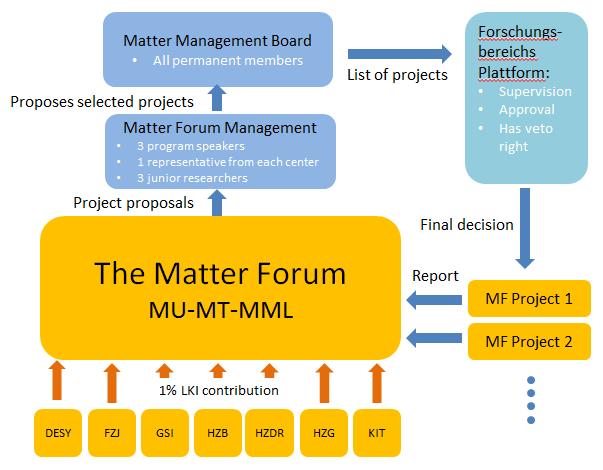 Matter Management Board
• All permanent members
List of projects
Forschungs-
bereichs
Plattform:
• Supervision
• Approval
• Has veto
right
Proposes selected projects
Matter Forum Management
• 3 program speakers
• 1 representative from each center
• 3 junior researchers
Project proposals
Final decision
The Matter Forum
MU-MT-MML
Report
MF Project 1
MF Project 2
1% LKI contribution
DESY
FZJ
GSI
HZB
HZDR
HZG
KIT